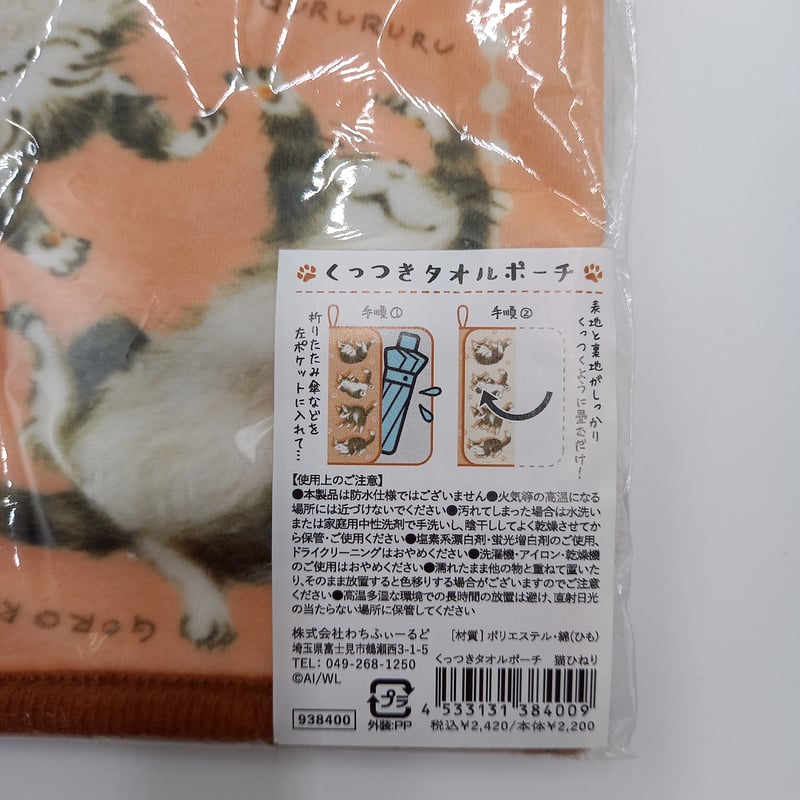 GURURURU
くっつきタオルポーチ
手順①
手順②
折りたたみ傘などを
左ポケットに入れて…
表地と裏地がしっかり
くっつくように畳むだけ!
【使用上のご注意】
●本製品は防水仕様ではございません●火気等の高温になる
場所には近づけないでください●汚れてしまった場合は水洗い
または家庭用中性洗剤で手洗いし、陰干ししてよく乾燥させてか
ら保管・ご使用ください●塩素系漂白剤・蛍光増白剤のご使用、
ドライクリーニングはおやめください●洗濯機・アイロン・乾燥機
のご使用はおやめください●濡れたまま他の物と重ねて置いた
り、そのまま放置すると色移りする場合がございますのでご注意
ください●高温多湿な環境での長時間の放置は避け、直射日光
の当たらない場所に保管してください
株式会社わちふぃーるど
埼玉県富士見市鶴瀬西3-1-5
TEL: 049-268-1250
©AI/WL
[材質] ポリエステル・綿(ひも)
くっつきタオルポーチ 猫ひねり
938400
プラ
外装:PP
4 533131 384009
税込¥2,420/本体¥2,200
GOROR